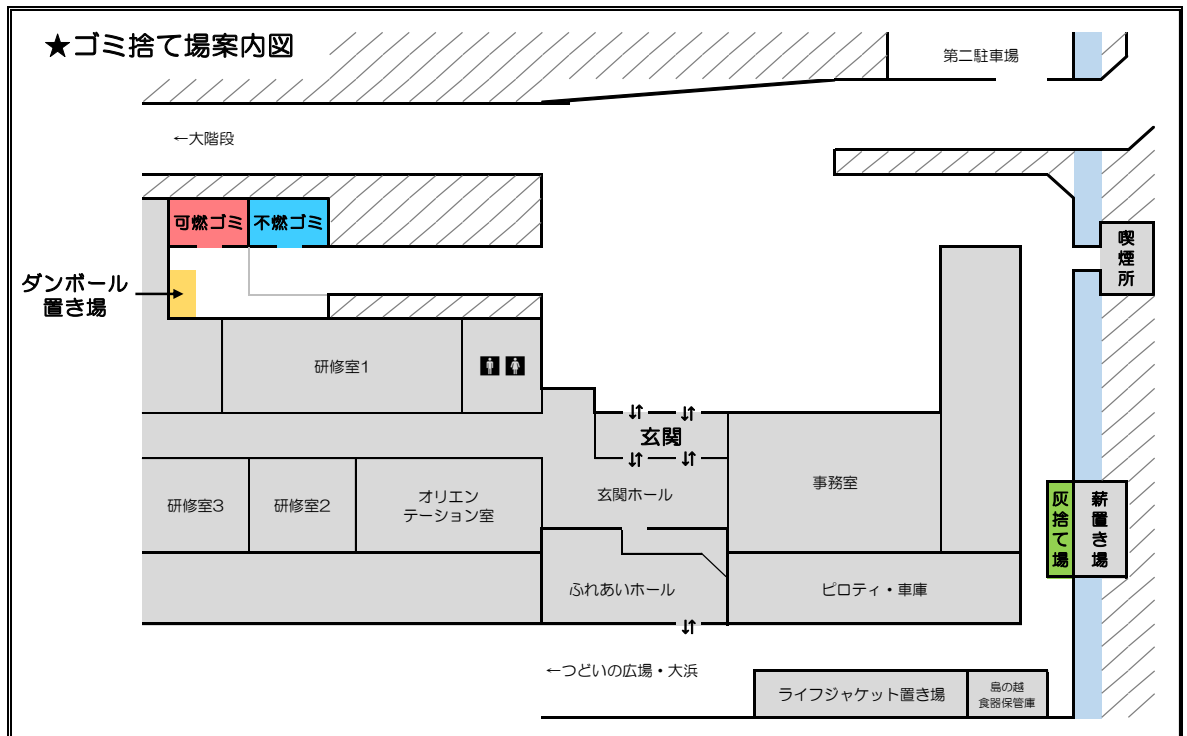 ★ゴミ捨て場案内図
第二駐車場
←大階段
可燃ゴミ
不燃ゴミ
喫煙所
ダンボール
置き場
研修室1
玄関
研修室3
研修室2
オリエン
テーション室
玄関ホール
事務室
灰捨て場
薪置き場
ふれあいホール
ピロティ・車庫
←つどいの広場・大浜
ライフジャケット置き場
島の越
食器保管庫